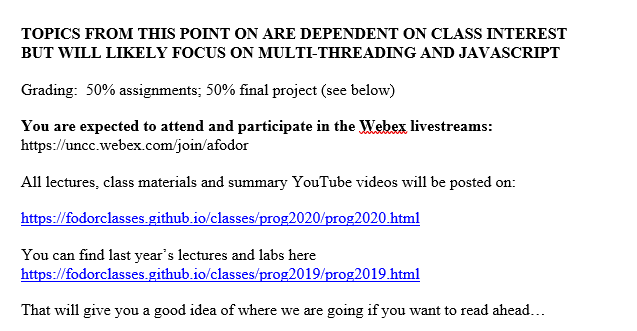 TOPICS FROM THIS POINT ON ARE DEPENDENT ON CLASS INTEREST
BUT WILL LIKELY FOCUS ON MULTI-THREADING AND JAVASCRIPT
Grading:  50% assignments; 50% final project (see below)
You are expected to attend and participate in the Webex livestreams:
https://uncc.webex.com/join/afodor
All lectures, class materials and summary YouTube videos will be posted on:
https://fodorclasses.github.io/classes/prog2020/prog2020.html
You can find last year's lectures and labs here
https://fodorclasses.github.io/classes/prog2019/prog2019.html
That will give you a good idea of where we are going if you want to read ahead…